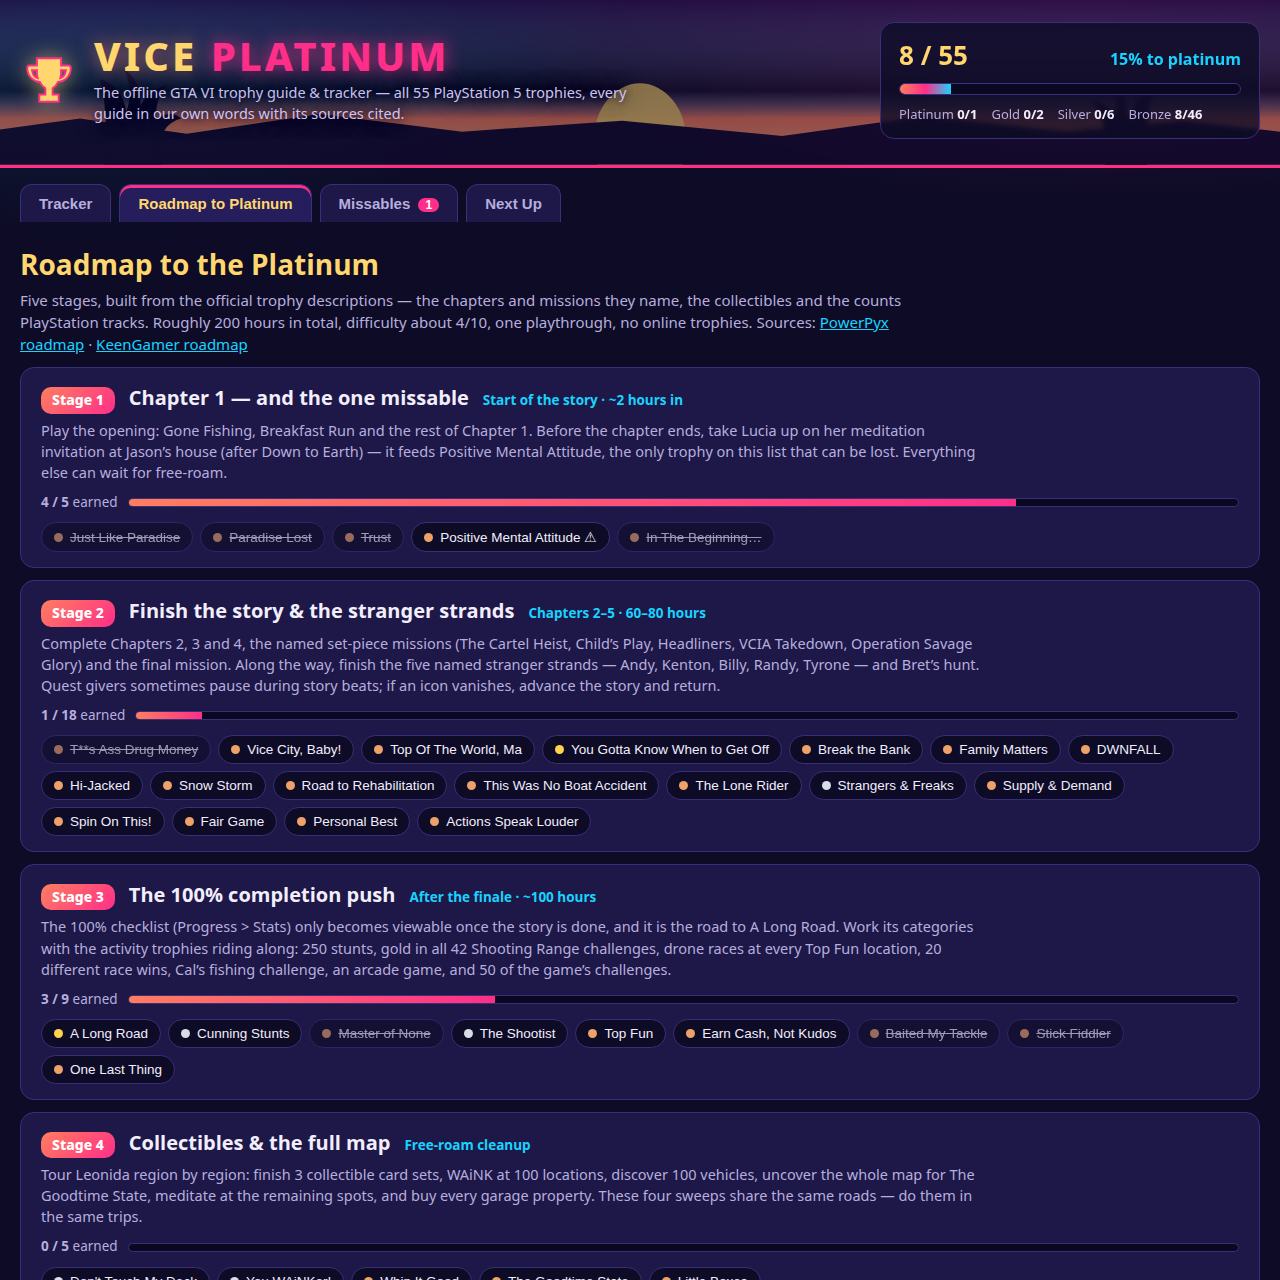 VICE PLATINUM
The offline GTA VI trophy guide & tracker — all 55 PlayStation 5 trophies, every
guide in our own words with its sources cited.
8 / 55
15% to platinum
Platinum 0/1 Gold 0/2 Silver 0/6 Bronze 8/46
Tracker
Roadmap to Platinum
Missables 1
Next Up
Roadmap to the Platinum
Five stages, built from the official trophy descriptions — the chapters and missions they name, the collectibles and the counts
PlayStation tracks. Roughly 200 hours in total, difficulty about 4/10, one playthrough, no online trophies. Sources: PowerPyx
roadmap · KeenGamer roadmap
Stage 1 Chapter 1 — and the one missable Start of the story · ~2 hours in
Play the opening: Gone Fishing, Breakfast Run and the rest of Chapter 1. Before the chapter ends, take Lucia up on her meditation
invitation at Jason’s house (after Down to Earth) — it feeds Positive Mental Attitude, the only trophy on this list that can be lost. Everything
else can wait for free-roam.
4 / 5 earned
Just Like Paradise Paradise Lost Trust Positive Mental Attitude ⚠ In The Beginning…
Stage 2 Finish the story & the stranger strands Chapters 2–5 · 60–80 hours
Complete Chapters 2, 3 and 4, the named set-piece missions (The Cartel Heist, Child’s Play, Headliners, VCIA Takedown, Operation Savage
Glory) and the final mission. Along the way, finish the five named stranger strands — Andy, Kenton, Billy, Randy, Tyrone — and Bret’s hunt.
Quest givers sometimes pause during story beats; if an icon vanishes, advance the story and return.
1 / 18 earned
T**s Ass Drug Money Vice City, Baby! Top Of The World, Ma You Gotta Know When to Get Off Break the Bank Family Matters DWNFALL
Hi-Jacked Snow Storm Road to Rehabilitation This Was No Boat Accident The Lone Rider Strangers & Freaks Supply & Demand
Spin On This! Fair Game Personal Best Actions Speak Louder
Stage 3 The 100% completion push After the finale · ~100 hours
The 100% checklist (Progress > Stats) only becomes viewable once the story is done, and it is the road to A Long Road. Work its categories
with the activity trophies riding along: 250 stunts, gold in all 42 Shooting Range challenges, drone races at every Top Fun location, 20
different race wins, Cal’s fishing challenge, an arcade game, and 50 of the game’s challenges.
3 / 9 earned
A Long Road Cunning Stunts Master of None The Shootist Top Fun Earn Cash, Not Kudos Baited My Tackle Stick Fiddler
One Last Thing
Stage 4 Collectibles & the full map Free-roam cleanup
Tour Leonida region by region: finish 3 collectible card sets, WAiNK at 100 locations, discover 100 vehicles, uncover the whole map for The
Goodtime State, meditate at the remaining spots, and buy every garage property. These four sweeps share the same roads — do them in
the same trips.
0 / 5 earned